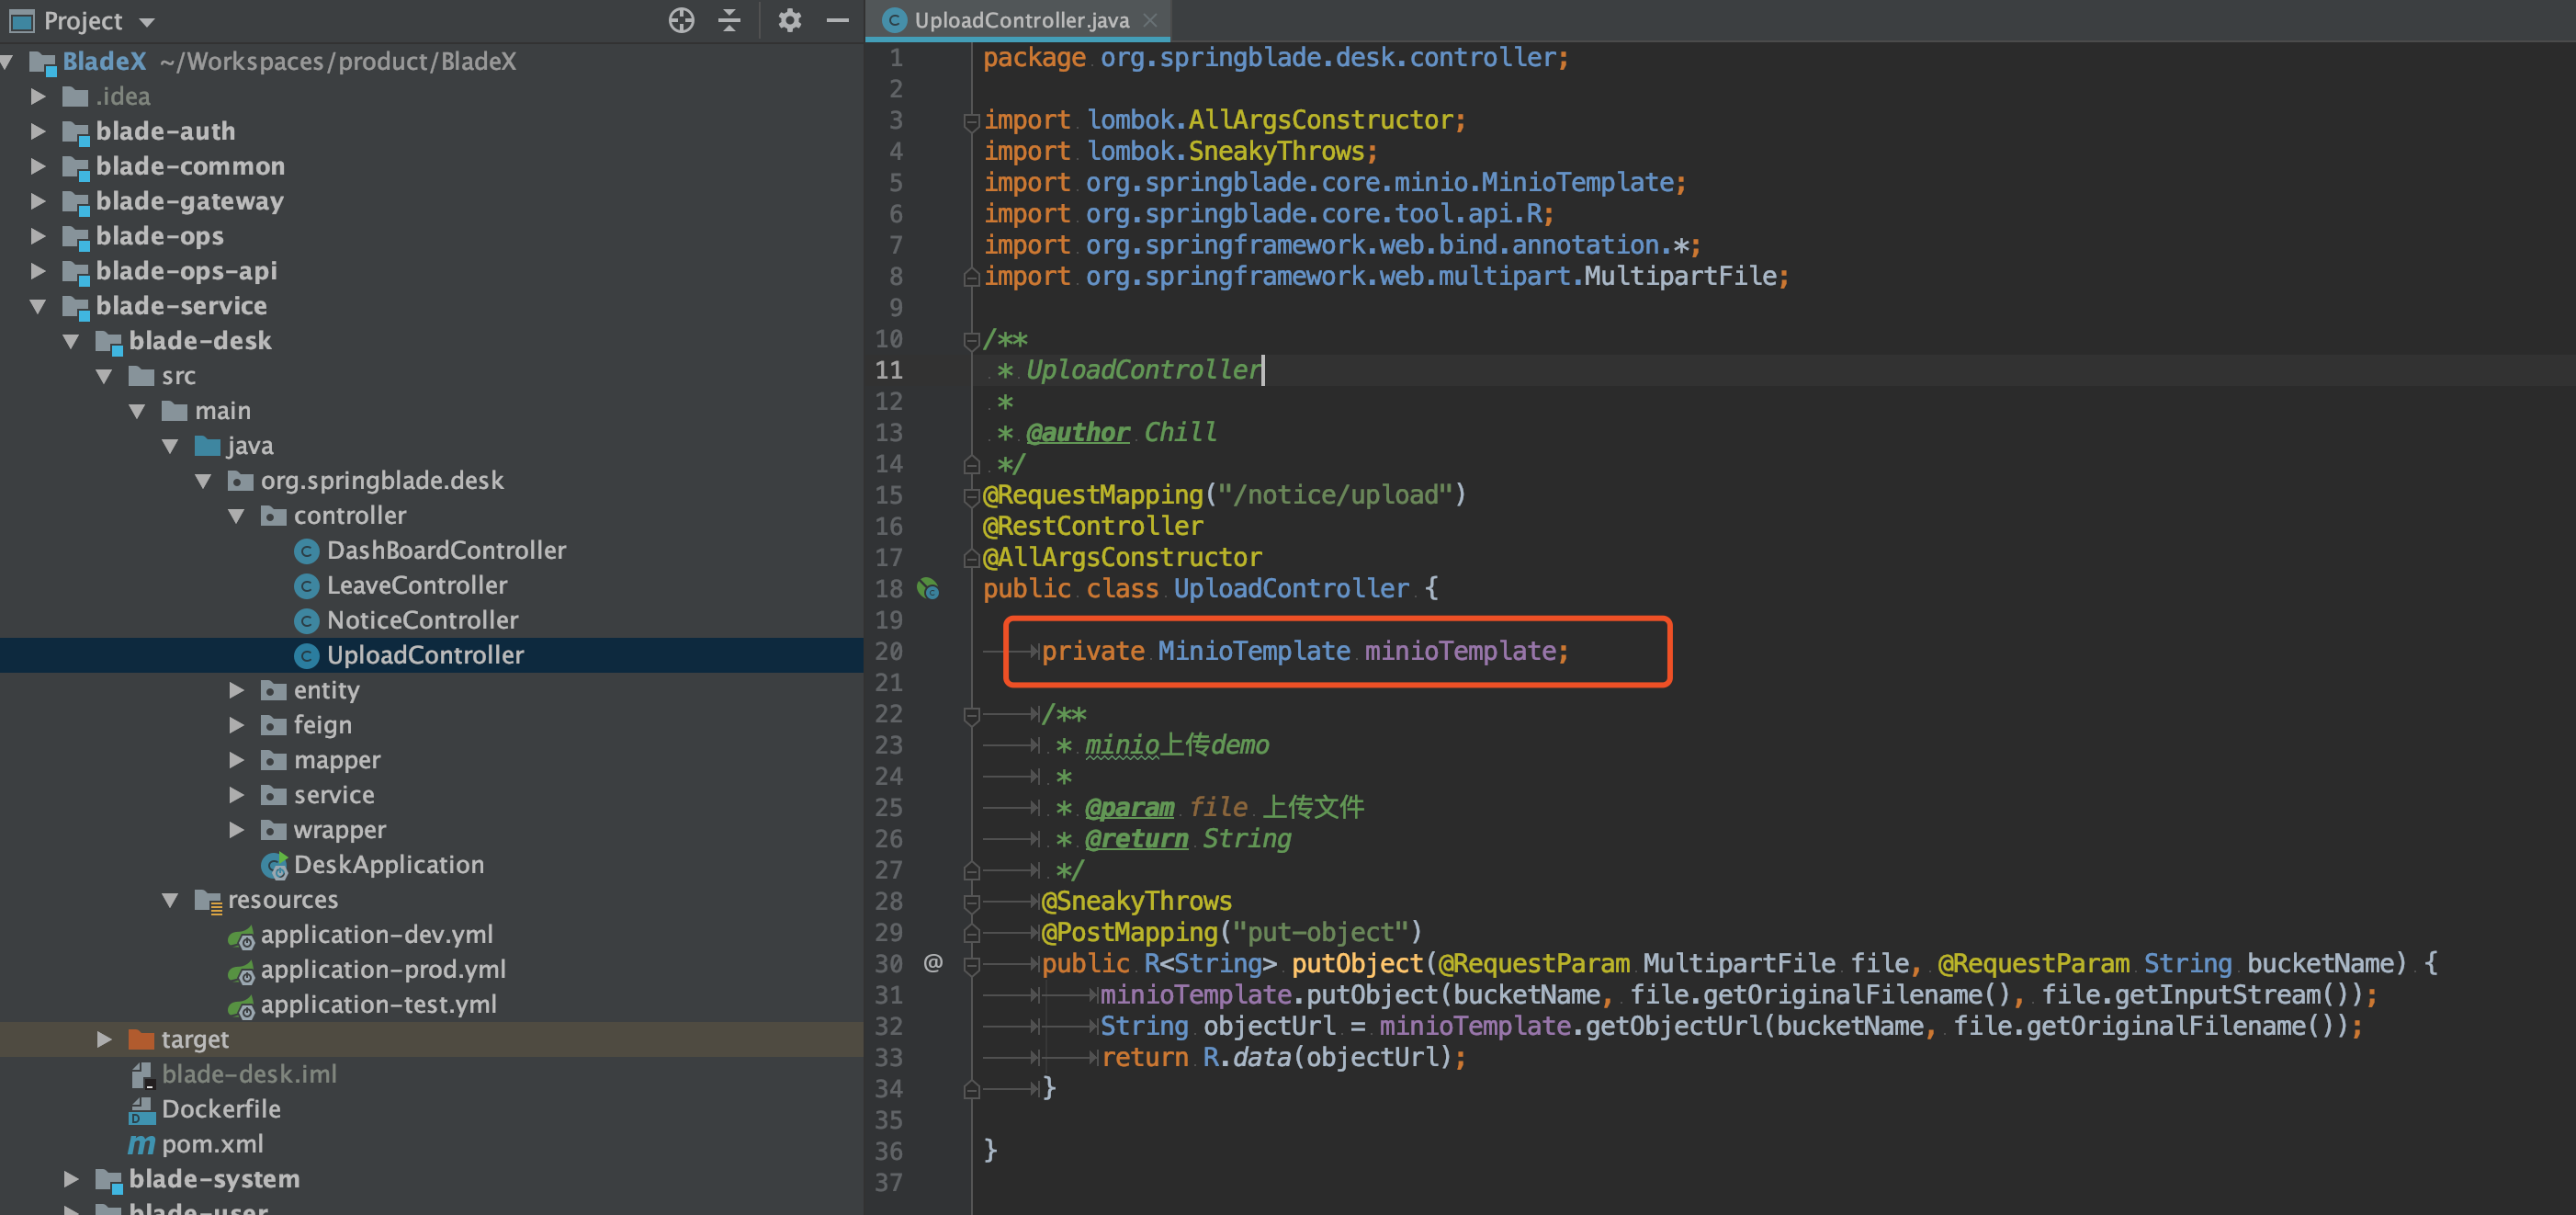 Project
BladeX ~/Workspaces/product/BladeX
.idea
blade-auth
blade-common
blade-gateway
blade-ops
blade-ops-api
blade-service
blade-desk
src
main
java
org.springblade.desk
controller
DashBoardController
LeaveController
NoticeController
UploadController
entity
feign
mapper
service
wrapper
DeskApplication
resources
application-dev.yml
application-prod.yml
application-test.yml
target
blade-desk.iml
Dockerfile
pom.xml
blade-system
blade-user
UploadController.java
1 package org.springblade.desk.controller;
2
3 import lombok.AllArgsConstructor;
4 import lombok.SneakyThrows;
5 import org.springblade.core.minio.MinioTemplate;
6 import org.springblade.core.tool.api.R;
7 import org.springframework.web.bind.annotation.*;
8 import org.springframework.web.multipart.MultipartFile;
9
10 /**
11 * UploadController
12 *
13 * @author Chill
14 */
15 @RequestMapping("/notice/upload")
16 @RestController
17 @AllArgsConstructor
18 public class UploadController {
19
20 private MinioTemplate minioTemplate;
21
22 /**
23 * minio上传demo
24 *
25 * @param file 上传文件
26 * @return String
27 */
28 @SneakyThrows
29 @PostMapping("put-object")
30 @ public R<String> putObject(@RequestParam MultipartFile file, @RequestParam String bucketName) {
31 minioTemplate.putObject(bucketName, file.getOriginalFilename(), file.getInputStream());
32 String objectUrl = minioTemplate.getObjectUrl(bucketName, file.getOriginalFilename());
33 return R.data(objectUrl);
34 }
35
36 }
37